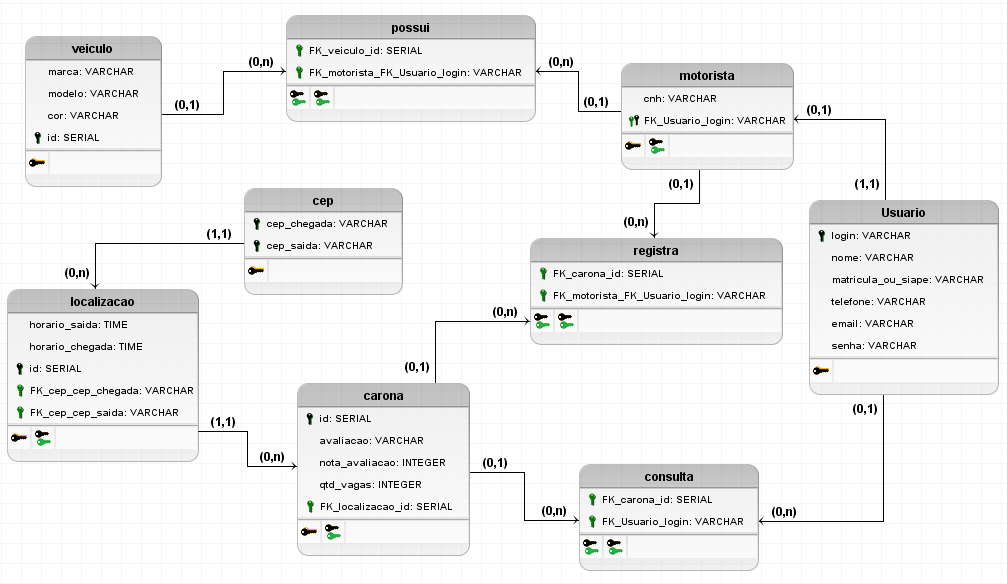 possui
FK_veiculo_id: SERIAL
FK_motorista_FK_Usuario_login: VARCHAR
veiculo
marca: VARCHAR
modelo: VARCHAR
cor: VARCHAR
id: SERIAL
(0,1)
(0,n)
(0,n)
(0,1)
motorista
cnh: VARCHAR
FK_Usuario_login: VARCHAR
(0,1)
(1,1)
(0,1)
(0,n)
cep
cep_chegada: VARCHAR
cep_saida: VARCHAR
(1,1)
(0,n)
Usuario
login: VARCHAR
nome: VARCHAR
matricula_ou_siape: VARCHAR
telefone: VARCHAR
email: VARCHAR
senha: VARCHAR
registra
FK_carona_id: SERIAL
FK_motorista_FK_Usuario_login: VARCHAR
localizacao
horario_saida: TIME
horario_chegada: TIME
id: SERIAL
FK_cep_cep_chegada: VARCHAR
FK_cep_cep_saida: VARCHAR
(0,n)
(0,1)
(1,1)
(0,n)
carona
id: SERIAL
avaliacao: VARCHAR
nota_avaliacao: INTEGER
qtd_vagas: INTEGER
FK_localizacao_id: SERIAL
(0,1)
(0,n)
consulta
FK_carona_id: SERIAL
FK_Usuario_login: VARCHAR
(0,1)
(0,n)